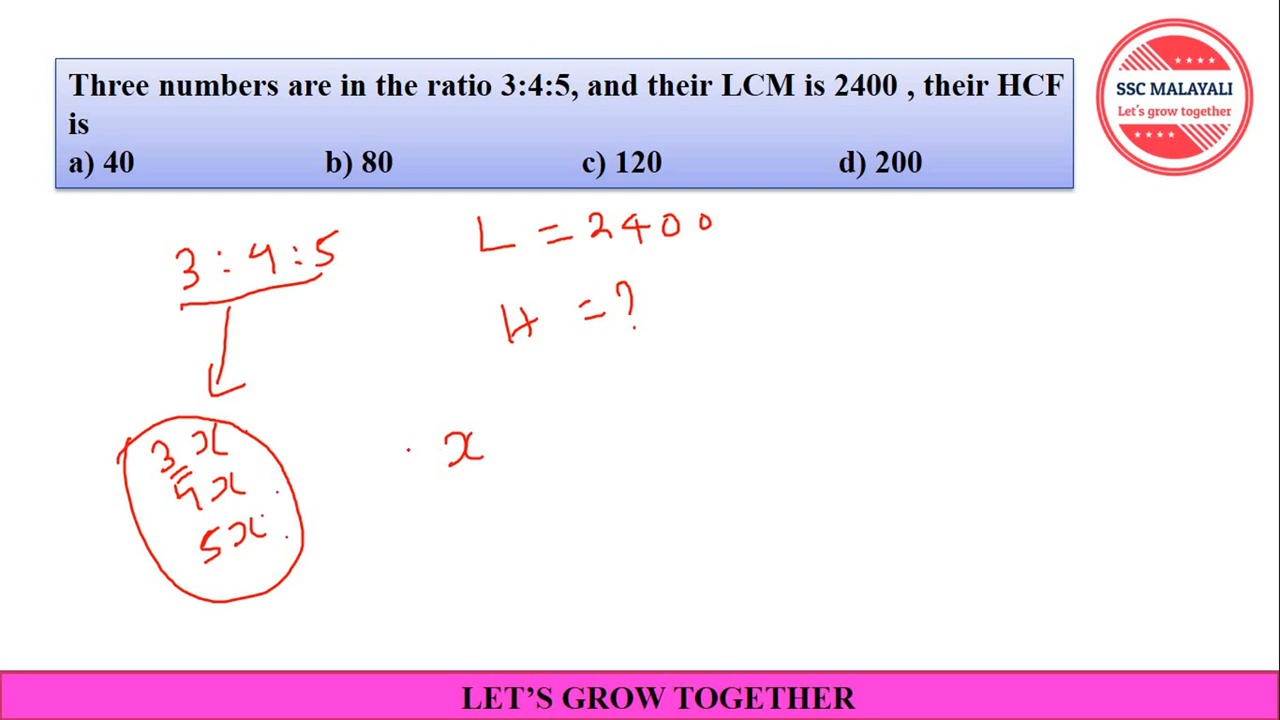 Three numbers are in the ratio 3:4:5, and their LCM is 2400 , their HCF
is
a) 40 b) 80 c) 120 d) 200
SSC MALAYALI
Let's grow together
3 : 4 : 5
L = 2400
H = ?
3x
4x
5x
x
LET'S GROW TOGETHER